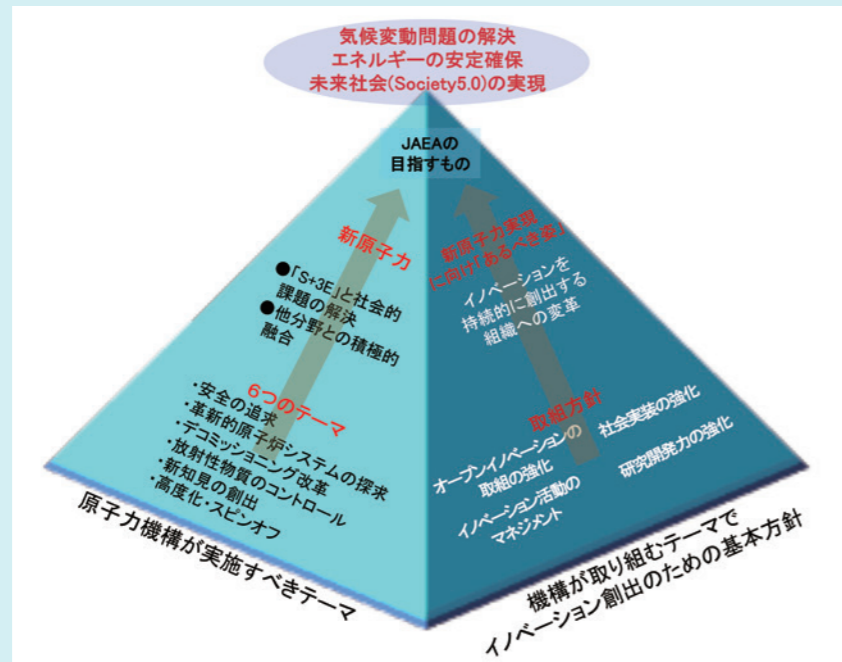 気候変動問題の解決
エネルギーの安定確保
未来社会(Society5.0)の実現
JAEAの
目指すもの
新原子力
●「S+3E」と社会的
課題の解決
●他分野との積極的
融合
6つのテーマ
・安全の追求
・革新的原子炉システムの探求
・デコミッショニング改革
・放射性物質のコントロール
・新知見の創出
・高度化・スピンオフ
原子力機構が実施すべきテーマ
新原子力実現
に向け「あるべき姿」
イノベーションを
持続的に創出する
組織への変革
取組方針
オープンイノベーションの
取組の強化
社会実装の強化
イノベーション活動の
マネジメント
研究開発力の強化
機構が取り組むテーマで
イノベーション創出のための基本方針